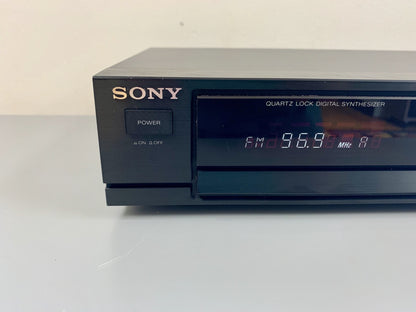 SONY
QUARTZ LOCK DIGITAL SYNTHESIZER
POWER
FM 96.9 MHz A
ON OFF